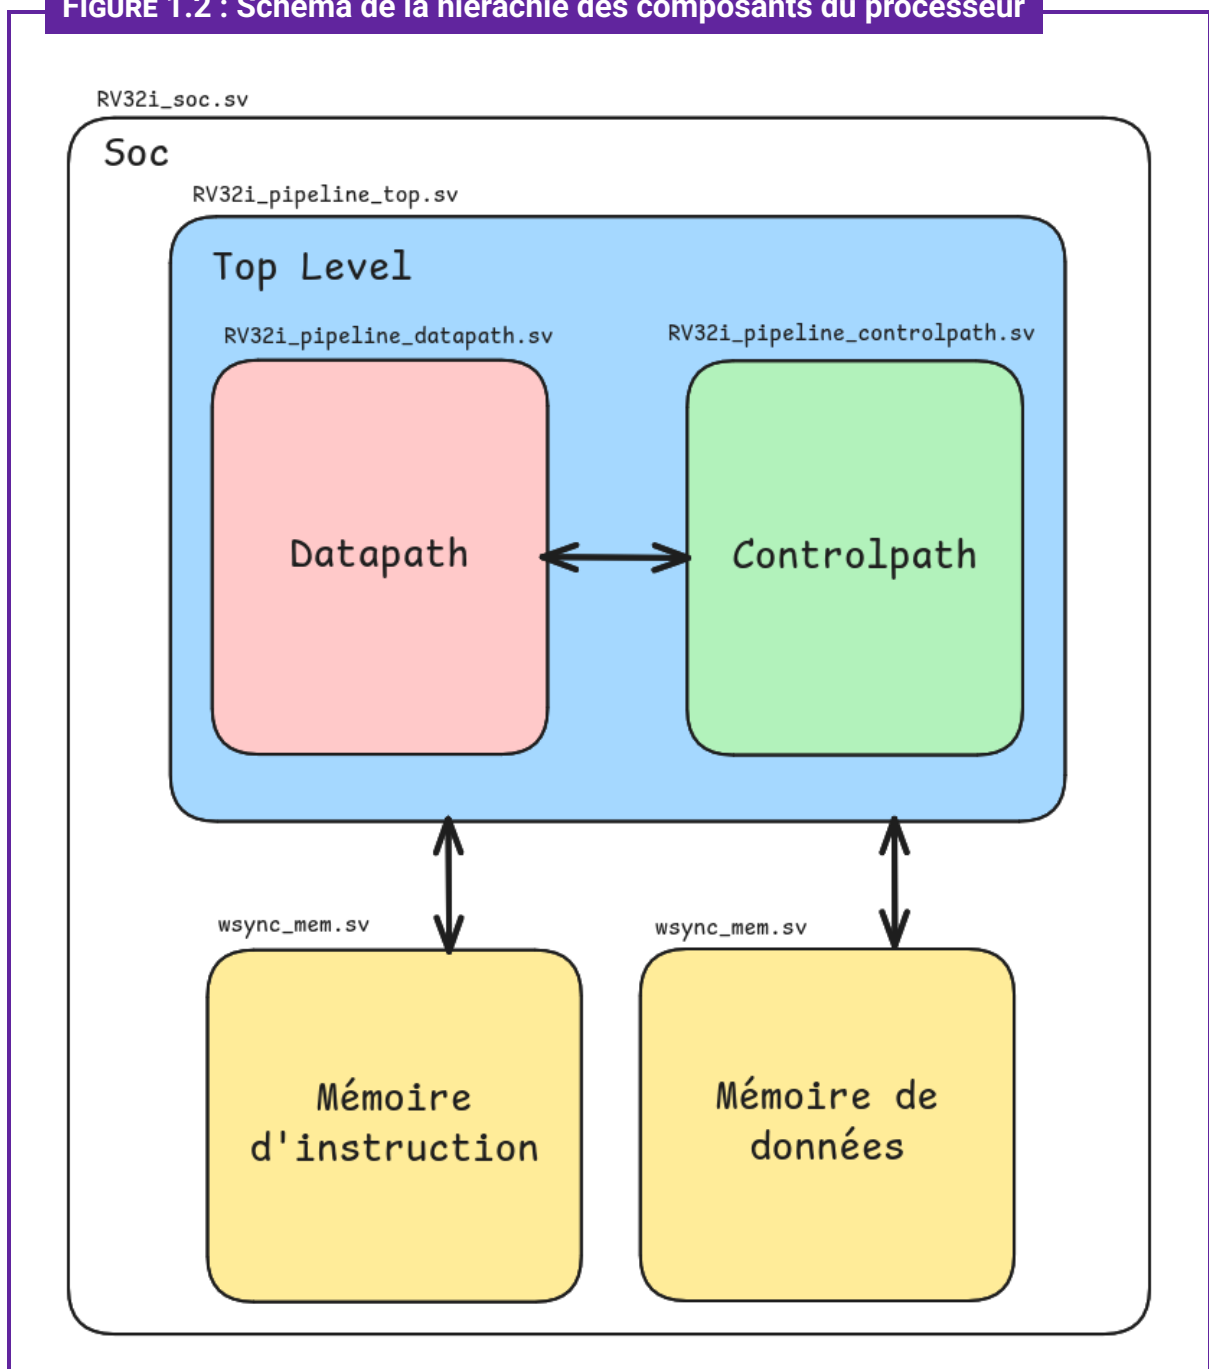 FIGURE 1.2 : Schéma de la hiérachie des composants du processeur
RV32i_soc.sv
Soc
RV32i_pipeline_top.sv
Top Level
RV32i_pipeline_datapath.sv
RV32i_pipeline_controlpath.sv
Datapath
Controlpath
wsync_mem.sv
wsync_mem.sv
Mémoire
d'instruction
Mémoire de
données